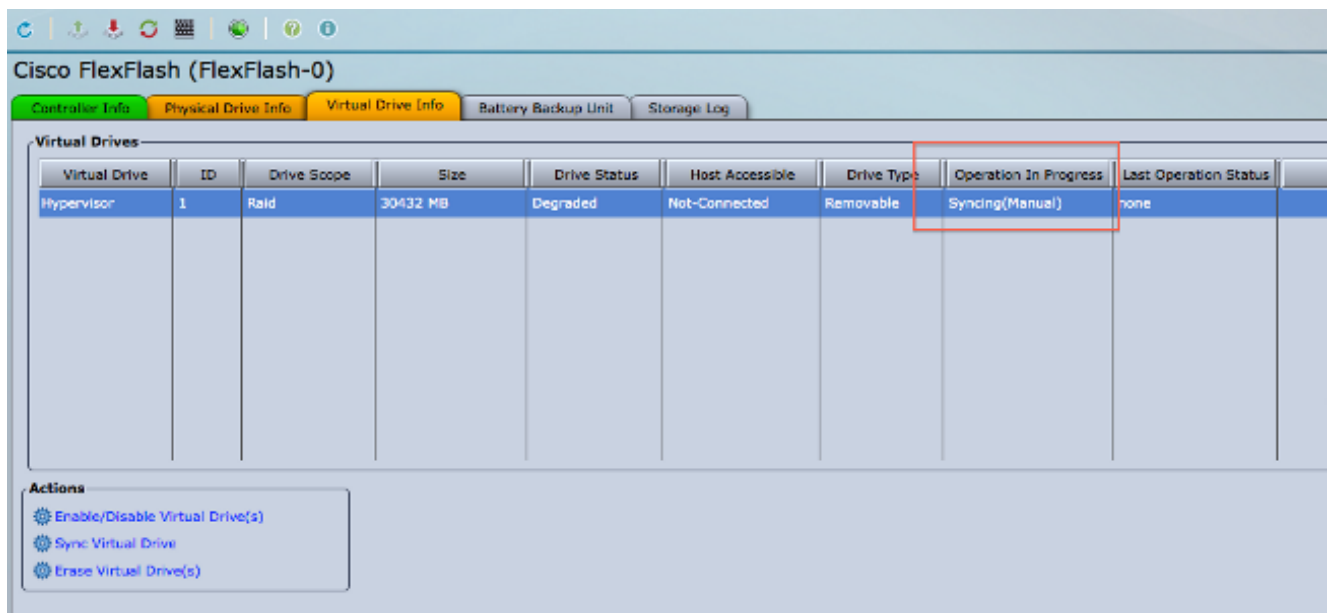 Cisco FlexFlash (FlexFlash-0)
Controller Info Physical Drive Info Virtual Drive Info Battery Backup Unit Storage Log
Virtual Drives
Virtual Drive ID Drive Scope Size Drive Status Host Accessible Drive Type Operation In Progress Last Operation Status
Hypervisor 1 Raid 30432 MB Degraded Not-Connected Removable Syncing(Manual) none
Actions
Enable/Disable Virtual Drive(s)
Sync Virtual Drive
Erase Virtual Drive(s)